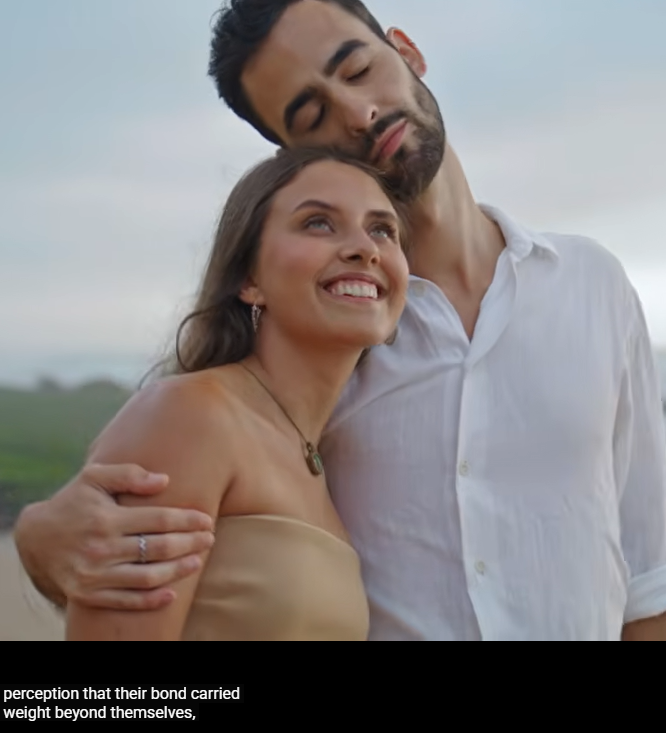 perception that their bond carried
weight beyond themselves,